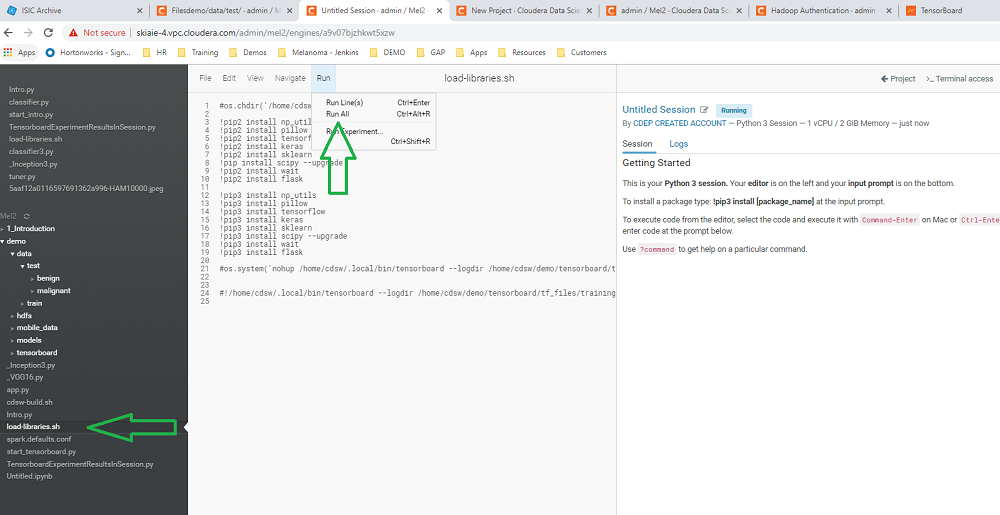 ISIC Archive
Filesdemo/data/test/ - admin / M
Untitled Session - admin / Mel2
New Project - Cloudera Data Scie
admin / Mel2 - Cloudera Data Sci
Hadoop Authentication - admin
TensorBoard
Not secure | skiaie-4.vpc.cloudera.com/admin/mel2/engines/a9v07bjzhkwt5xzw
Apps
Hortonworks - Sign...
HR
Training
Demos
Melanoma - Jenkins
DEMO
GAP
Apps
Resources
Customers
Intro.py
classifier.py
start_intro.py
TensorboardExperimentResultsInSession.py
load-libraries.sh
classifier3.py
_Inception3.py
tuner.py
5aaf12a0116597691362a996-HAM10000.jpeg
Mel2
1_Introduction
demo
data
test
benign
malignant
train
hdfs
mobile_data
models
tensorboard
_Inception3.py
_VGG16.py
app.py
cdsw-build.sh
Intro.py
load-libraries.sh
spark.defaults.conf
start_tensorboard.py
TensorboardExperimentResultsInSession.py
Untitled.ipynb
File Edit View Navigate Run
load-libraries.sh
Run Line(s) Ctrl+Enter
Run All Ctrl+Alt+R
Experiment...
Ctrl+Shift+R
1 #os.chdir('/home/cdsw
2
3 !pip2 install np_util
4 !pip2 install pillow
5 !pip2 install tensorf
6 !pip2 install keras
7 !pip2 install sklearn
8 !pip install scipy --upgrade
9 !pip2 install wait
10 !pip2 install flask
11
12 !pip3 install np_utils
13 !pip3 install pillow
14 !pip3 install tensorflow
15 !pip3 install keras
16 !pip3 install sklearn
17 !pip3 install scipy --upgrade
18 !pip3 install wait
19 !pip3 install flask
20
21 #os.system('nohup /home/cdsw/.local/bin/tensorboard --logdir /home/cdsw/demo/tensorboard/t
22
23
24 #!/home/cdsw/.local/bin/tensorboard --logdir /home/cdsw/demo/tensorboard/tf_files/training
25
Project
Terminal access
Untitled Session
Running
By CDEP CREATED ACCOUNT — Python 3 Session — 1 vCPU / 2 GiB Memory — just now
Session Logs
Getting Started
This is your Python 3 session. Your editor is on the left and your input prompt is on the bottom.
To install a package type: !pip3 install [package_name] at the input prompt.
To execute code from the editor, select the code and execute it with Command-Enter on Mac or Ctrl-Ente
enter code at the prompt below.
Use ?command to get help on a particular command.